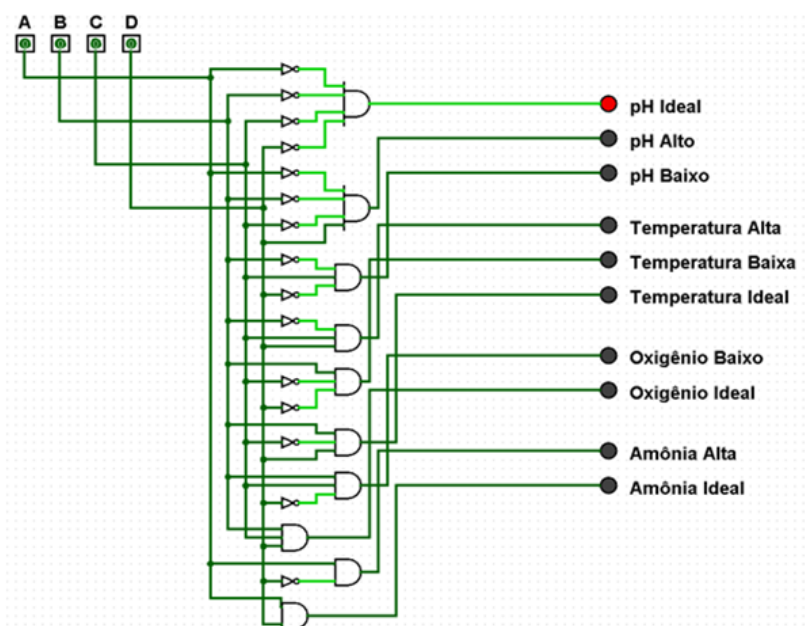 A B C D
pH Ideal
pH Alto
pH Baixo
Temperatura Alta
Temperatura Baixa
Temperatura Ideal
Oxigênio Baixo
Oxigênio Ideal
Amônia Alta
Amônia Ideal